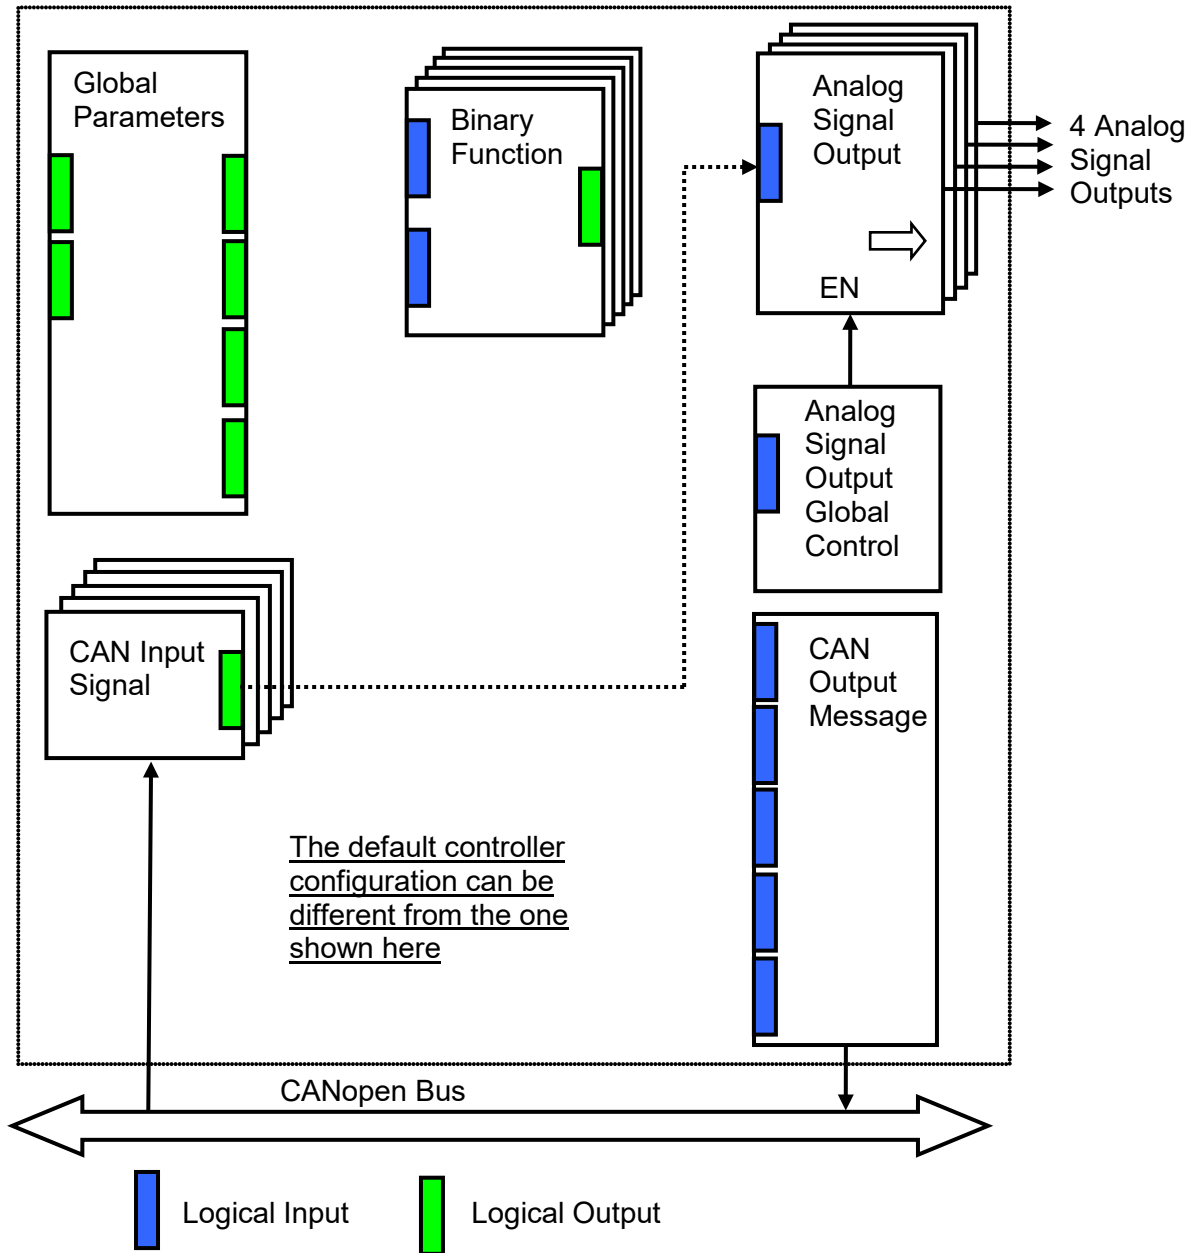 Global
Parameters
Binary
Function
Analog
Signal
Output
EN
4 Analog
Signal
Outputs
Analog
Signal
Output
Global
Control
CAN Input
Signal
CAN
Output
Message
The default controller
configuration can be
different from the one
shown here
CANopen Bus
Logical Input
Logical Output